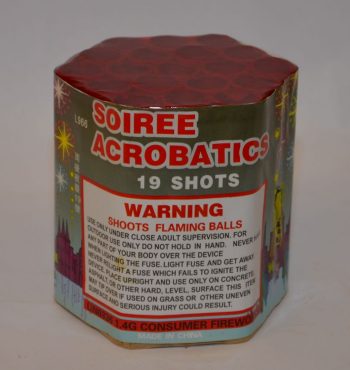 L966
SOIREE
ACROBATICS
19 SHOTS
WARNING
SHOOTS FLAMING BALLS
USE ONLY UNDER CLOSE ADULT SUPERVISION. FOR
OUTDOOR USE ONLY DO NOT HOLD IN HAND. NEVER
ANY PART OF YOUR BODY OVER THE DEVICE
WHEN LIGHTING THE FUSE. LIGHT FUSE AND GET AWAY
NEVER RELIGHT A FUSE WHICH FAILS TO IGNITE THE
DEVICE. PLACE UPRIGHT AND USE ONLY ON CONCRETE,
ASPHALT, OR OTHER HARD, LEVEL, SURFACE THIS ITEM
MAY TIP OVER IF USED ON GRASS OR OTHER UNEVEN
SURFACE AND SERIOUS INJURY COULD RESULT.
1.4G CONSUMER
MADE IN CHINA